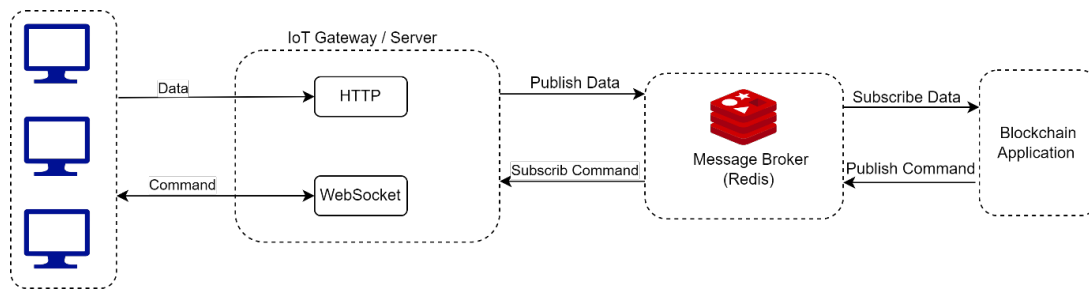 IoT Gateway / Server
Data
HTTP
Publish Data
Subscribe Data
Blockchain
Application
Message Broker
(Redis)
Command
WebSocket
Subscrib Command
Publish Command